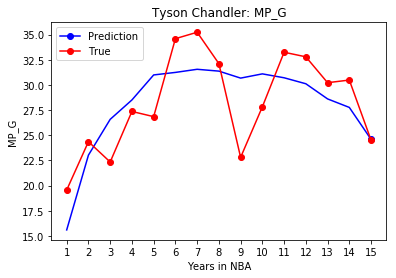 Tyson Chandler: MP_G
Prediction
True
35.0
32.5
30.0
27.5
25.0
22.5
20.0
17.5
15.0
MP_G
1 2 3 4 5 6 7 8 9 10 11 12 13 14 15
Years in NBA